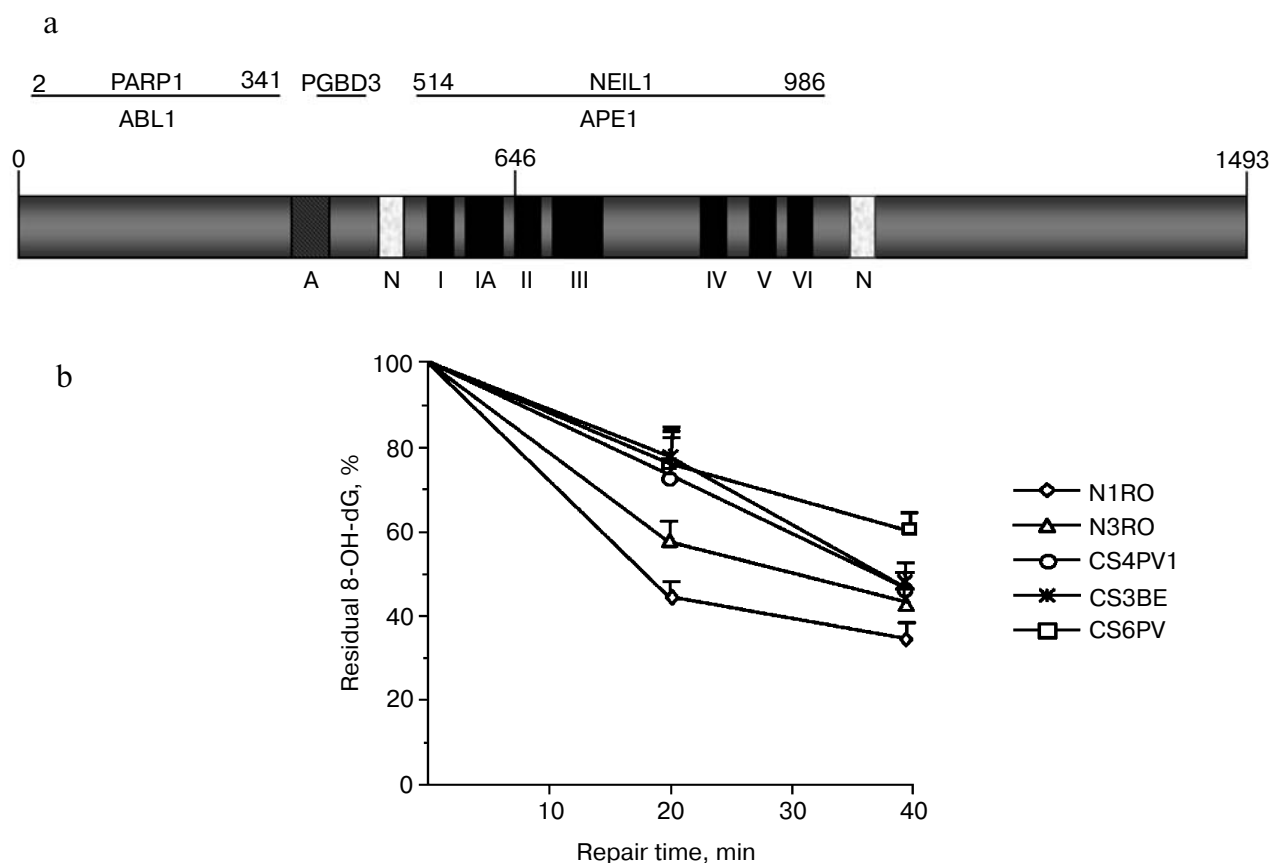 a
2 PARP1 341 PGBD3 514 NEIL1 986
ABL1 APE1
0 646 1493
A N I IA II III IV V VI N
b
100
80
60
40
20
0
Residual 8-OH-dG, %
10 20 30 40
Repair time, min
N1RO
N3RO
CS4PV1
CS3BE
CS6PV